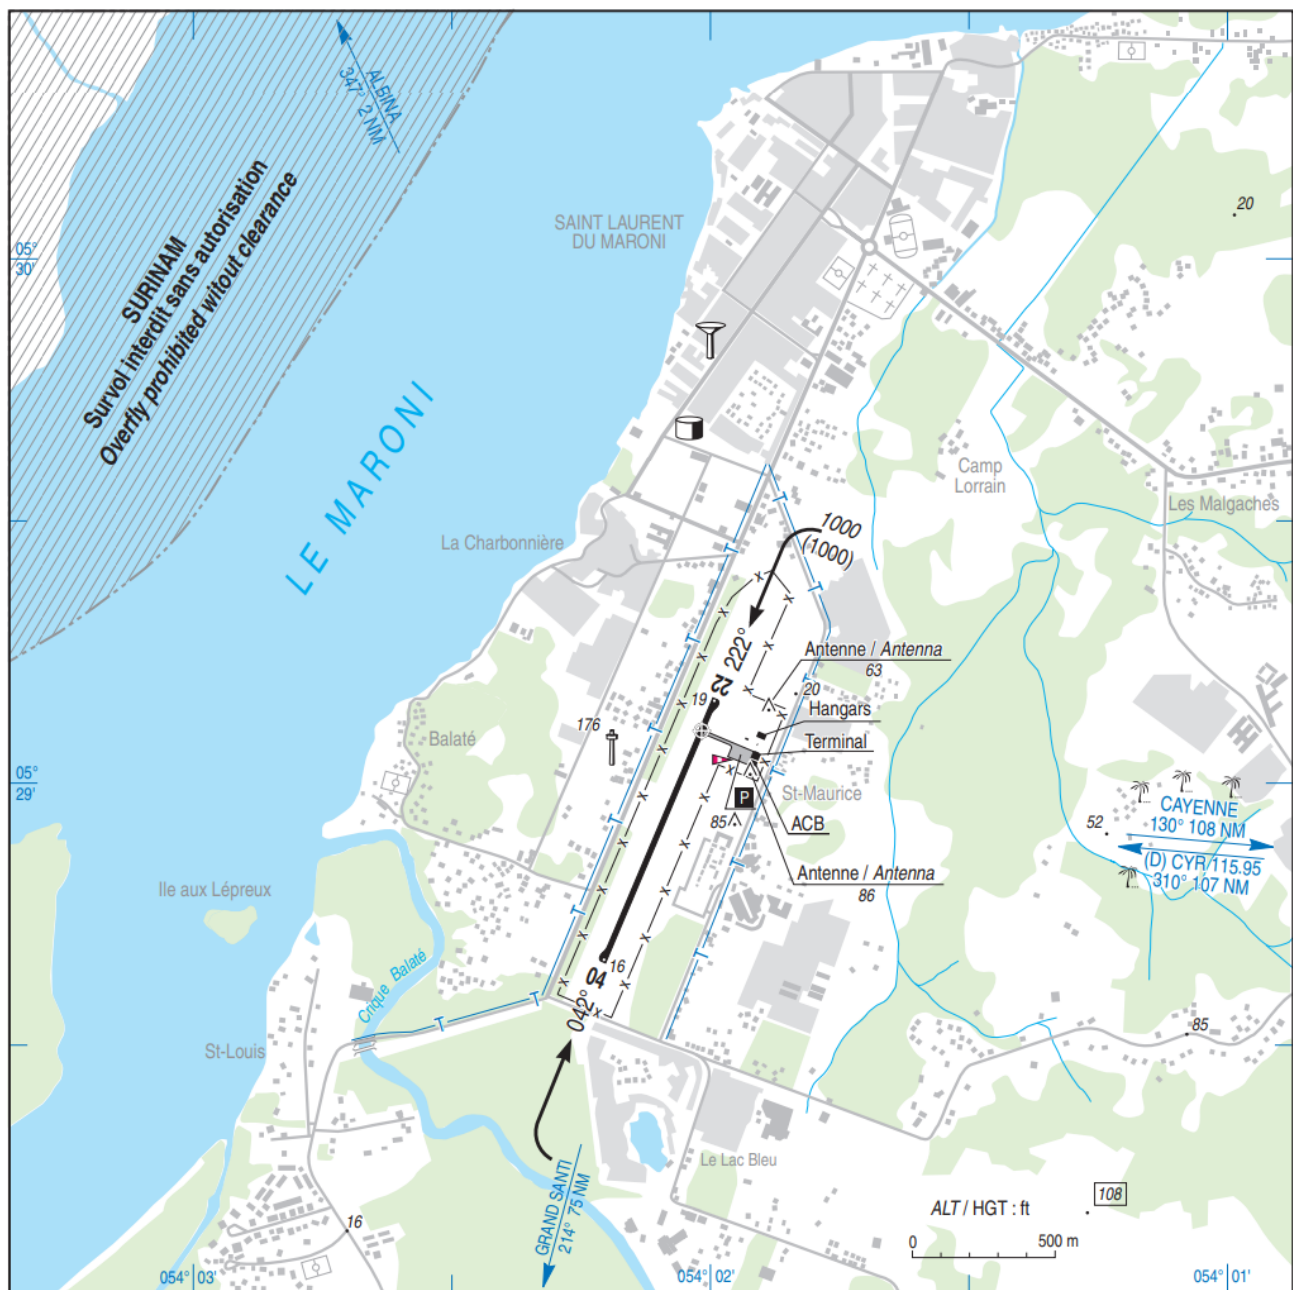 ALBINA
347° 2 NM
SURINAM
Survol interdit sans autorisation
Overfly prohibited witout clearance
SAINT LAURENT
DU MARONI
20
05°
30'
LE MARONI
Camp
Lorrain
Les Malgaches
La Charbonnière
1000
(1000)
T
T
T
T
222°
22
Antenne / Antenna
63
20
19
Hangars
176
Terminal
Balaté
05°
29'
St-Maurice
P
ACB
85
CAYENNE
130° 108 NM
52
(D) CYR 115.95
310° 107 NM
Antenne / Antenna
86
T
T
T
Ile aux Lépreux
Crique Balaté
04
16
042°
T
T
T
T
St-Louis
85
Le Lac Bleu
GRAND SANTI
214° 75 NM
108
ALT / HGT : ft
0
500 m
16
054° 03'
054° 02'
054° 01'